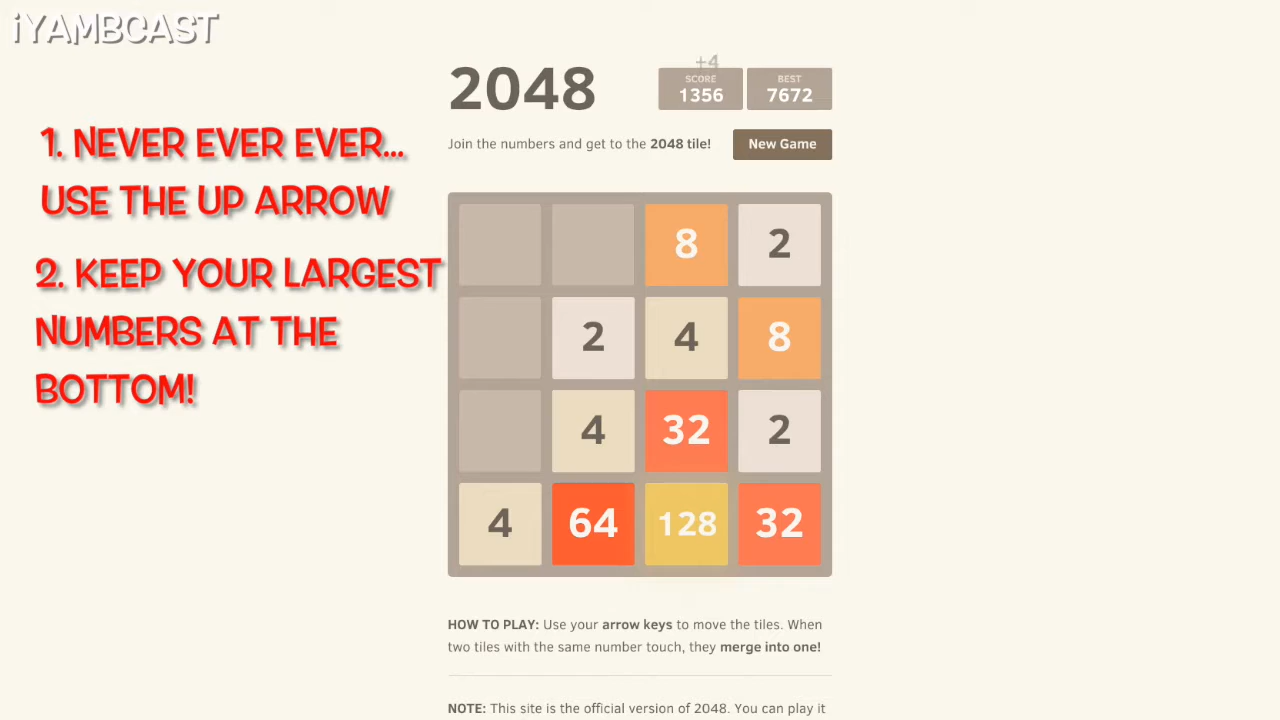 iYAMBCAST
1. NEVER EVER EVER...
USE THE UP ARROW
2. KEEP YOUR LARGEST
NUMBERS AT THE
BOTTOM!
2048
+4
SCORE
1356
BEST
7672
Join the numbers and get to the 2048 tile!
New Game
8 2
2 4 8
4 32 2
4 64 128 32
HOW TO PLAY: Use your arrow keys to move the tiles. When
two tiles with the same number touch, they merge into one!
NOTE: This site is the official version of 2048. You can play it